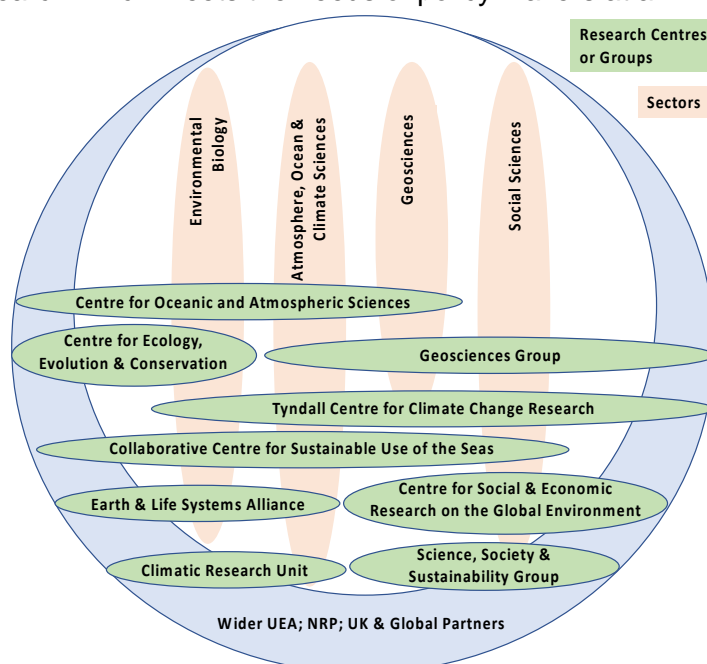 Research Centres
or Groups
Sectors
Environmental
Biology
Atmosphere, Ocean &
Climate Sciences
Geosciences
Social Sciences
Centre for Oceanic and Atmospheric Sciences
Centre for Ecology,
Evolution & Conservation
Geosciences Group
Tyndall Centre for Climate Change Research
Collaborative Centre for Sustainable Use of the Seas
Earth & Life Systems Alliance
Centre for Social & Economic
Research on the Global Environment
Climatic Research Unit
Science, Society &
Sustainability Group
Wider UEA; NRP; UK & Global Partners